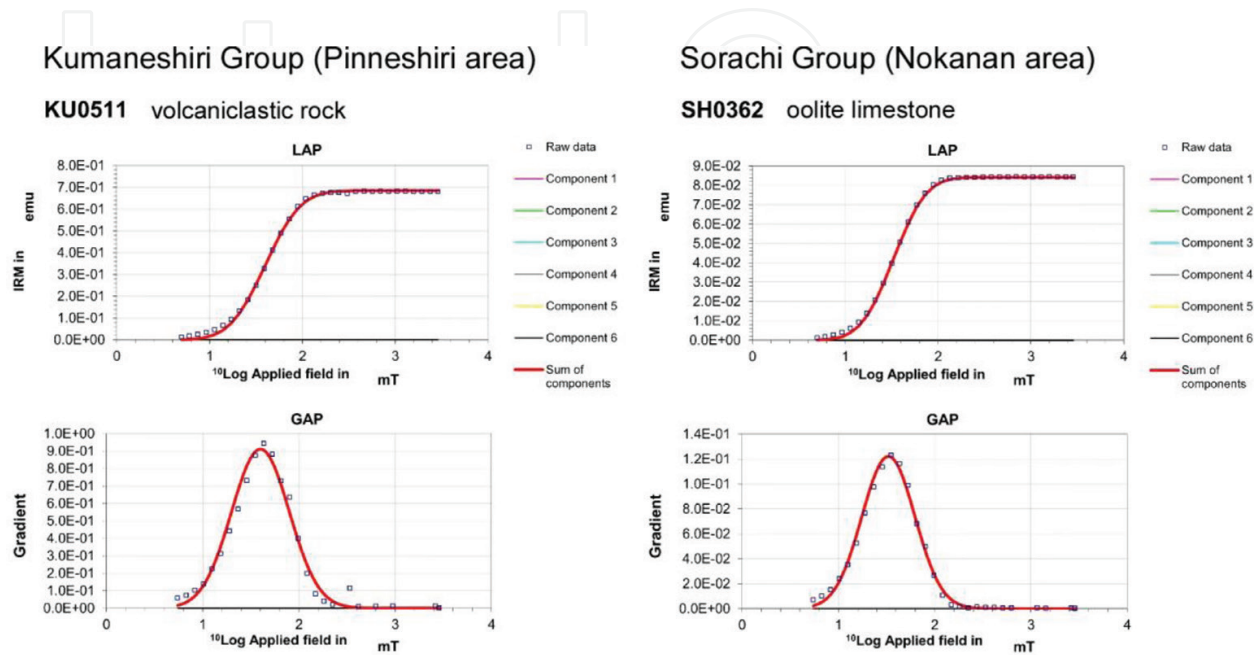 Kumaneshiri Group (Pinneshiri area)
KU0511 volcaniclastic rock
LAP
8.0E-01
7.0E-01
6.0E-01
5.0E-01
4.0E-01
3.0E-01
2.0E-01
1.0E-01
0.0E+00
IRM in emu
0 1 2 3 4
¹⁰Log Applied field in mT
Raw data
Component 1
Component 2
Component 3
Component 4
Component 5
Component 6
Sum of
components
GAP
1.0E+00
9.0E-01
8.0E-01
7.0E-01
6.0E-01
5.0E-01
4.0E-01
3.0E-01
2.0E-01
1.0E-01
0.0E+00
Gradient
0 1 2 3 4
¹⁰Log Applied field in mT
Sorachi Group (Nokanan area)
SH0362 oolite limestone
LAP
9.0E-02
8.0E-02
7.0E-02
6.0E-02
5.0E-02
4.0E-02
3.0E-02
2.0E-02
1.0E-02
0.0E+00
IRM in emu
0 1 2 3 4
¹⁰Log Applied field in mT
Raw data
Component 1
Component 2
Component 3
Component 4
Component 5
Component 6
Sum of
components
GAP
1.4E-01
1.2E-01
1.0E-01
8.0E-02
6.0E-02
4.0E-02
2.0E-02
0.0E+00
Gradient
0 1 2 3 4
¹⁰Log Applied field in mT